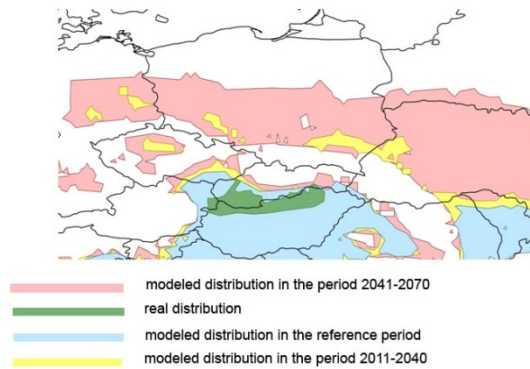 modeled distribution in the period 2041-2070
real distribution
modeled distribution in the reference period
modeled distribution in the period 2011-2040